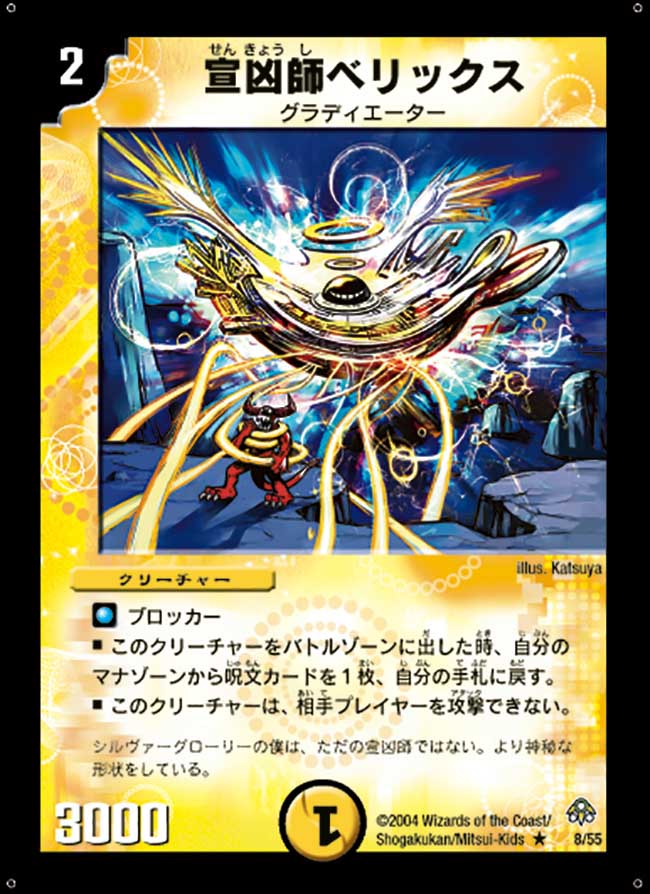 2
せんきょうし
宣凶師ベリックス
グラディエーター
illus. Katsuya
クリーチャー
ブロッカー
■ このクリーチャーをバトルゾーンに出した時、自分の
マナゾーンから呪文カードを1枚、自分の手札に戻す。
■ このクリーチャーは、相手プレイヤーを攻撃できない。
シルヴァーグローリーの僕は、ただの宣凶師ではない。より神秘な
形状をしている。
3000
1
©2004 Wizards of the Coast/
Shogakukan/Mitsui-Kids ★ 8/55